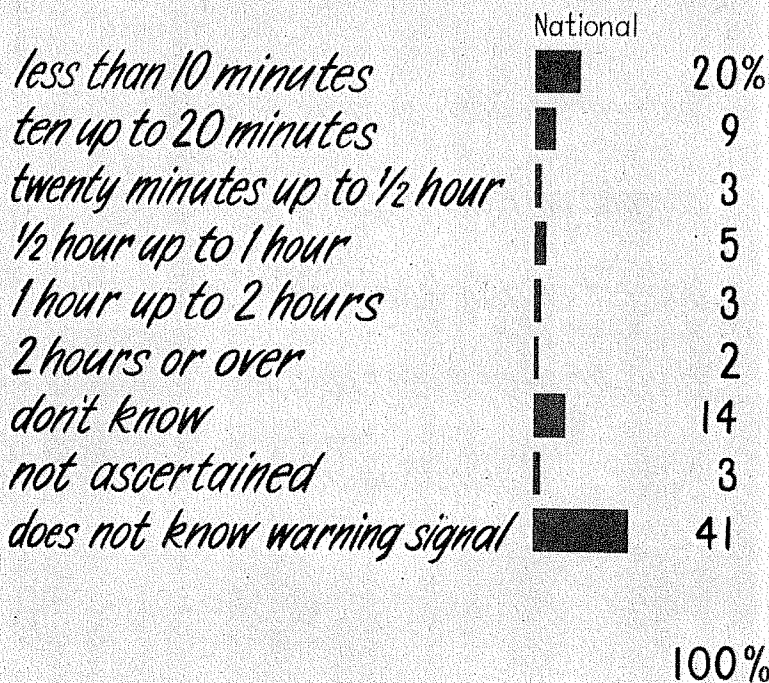 National
less than 10 minutes 20%
ten up to 20 minutes 9
twenty minutes up to ½ hour 3
½ hour up to 1 hour 5
1 hour up to 2 hours 3
2 hours or over 2
don't know 14
not ascertained 3
does not know warning signal 41
100%